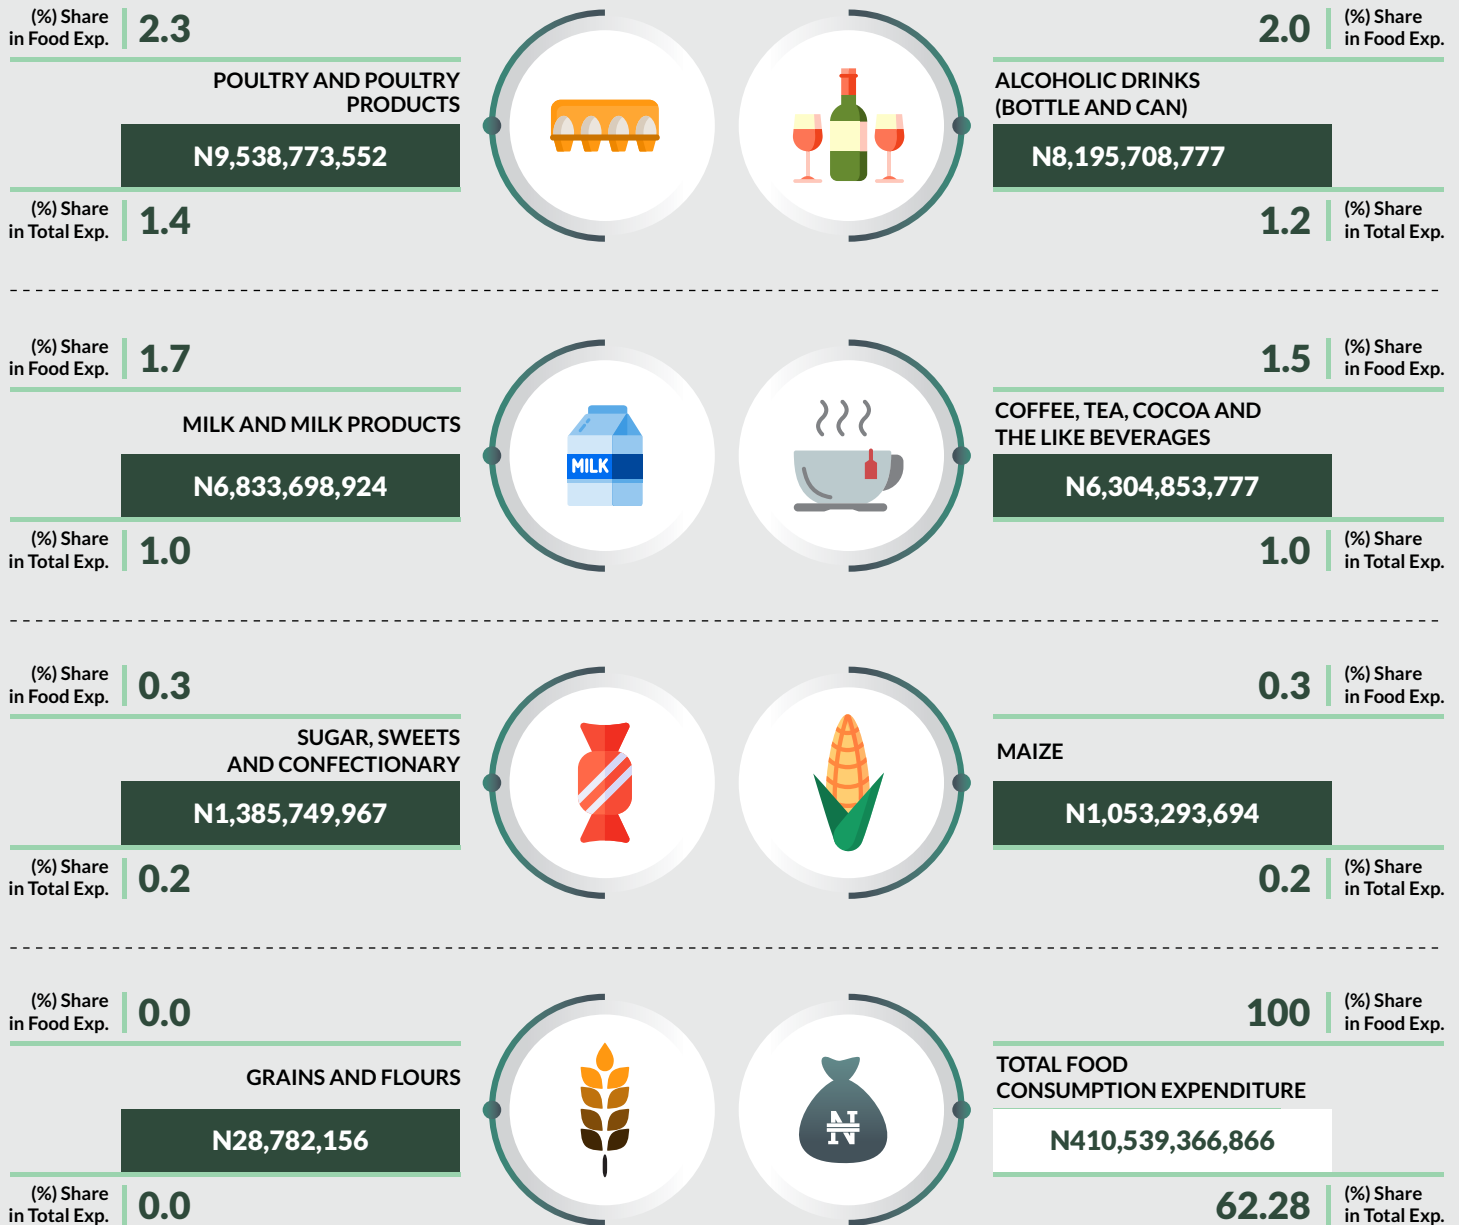 (%) Share
in Food Exp.
2.3
POULTRY AND POULTRY
PRODUCTS
N9,538,773,552
(%) Share
in Total Exp.
1.4
2.0
(%) Share
in Food Exp.
ALCOHOLIC DRINKS
(BOTTLE AND CAN)
N8,195,708,777
1.2
(%) Share
in Total Exp.
(%) Share
in Food Exp.
1.7
MILK AND MILK PRODUCTS
N6,833,698,924
(%) Share
in Total Exp.
1.0
MILK
1.5
(%) Share
in Food Exp.
COFFEE, TEA, COCOA AND
THE LIKE BEVERAGES
N6,304,853,777
1.0
(%) Share
in Total Exp.
(%) Share
in Food Exp.
0.3
SUGAR, SWEETS
AND CONFECTIONARY
N1,385,749,967
(%) Share
in Total Exp.
0.2
0.3
(%) Share
in Food Exp.
MAIZE
N1,053,293,694
0.2
(%) Share
in Total Exp.
(%) Share
in Food Exp.
0.0
GRAINS AND FLOURS
N28,782,156
(%) Share
in Total Exp.
0.0
₦
100
(%) Share
in Food Exp.
TOTAL FOOD
CONSUMPTION EXPENDITURE
N410,539,366,866
62.28
(%) Share
in Total Exp.